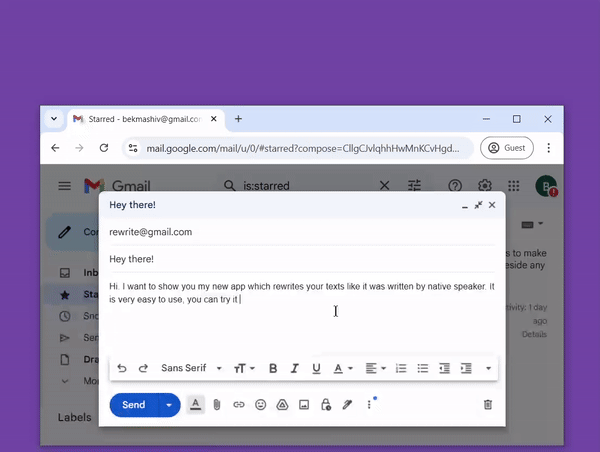 Starred - bekmashiv@gmail.co
mail.google.com/mail/u/0/#starred?compose=CllgCJvlqhhHwMnKCvHgd...
Guest
Gmail
is:starred
B
Hey there!
rewrite@gmail.com
Hey there!
Hi. I want to show you my new app which rewrites your texts like it was written by native speaker. It
is very easy to use, you can try it
Co
Inb
Sta
Sno
Sen
Dra
Mo
Labels
s to make
eside any
tivity: 1 day
ago
Details
Sans Serif
B I U A
Send
A